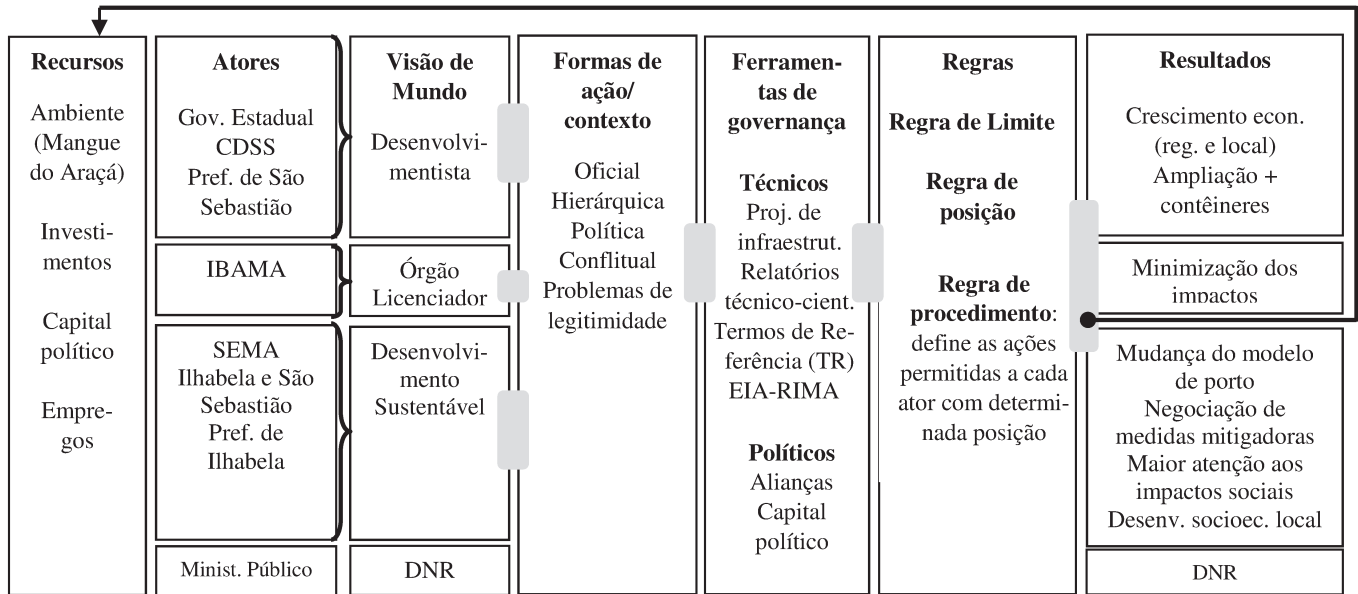 Recursos
Ambiente
(Mangue
do Araçá)
Investi-
mentos
Capital
político
Empre-
gos
Atores
Gov. Estadual
CDSS
Pref. de São
Sebastião
IBAMA
SEMA
Ilhabela e São
Sebastião
Pref. de
Ilhabela
Minist. Público
Visão de
Mundo
Desenvolvi-
mentista
Órgão
Licenciador
Desenvolvi-
mento
Sustentável
DNR
Formas de
ação/
contexto
Oficial
Hierárquica
Política
Conflitual
Problemas de
legitimidade
Ferramen-
tas de
governança
Técnicos
Proj. de
infraestrut.
Relatórios
técnico-cient.
Termos de Re-
ferência (TR)
EIA-RIMA
Políticos
Alianças
Capital
político
Regras
Regra de Limite
Regra de
posição
Regra de
procedimento:
define as ações
permitidas a cada
ator com determi-
nada posição
Resultados
Crescimento econ.
(reg. e local)
Ampliação +
contêineres
Minimização dos
impactos
Mudança do modelo
de porto
Negociação de
medidas mitigadoras
Maior atenção aos
impactos sociais
Desenv. socioec. local
DNR